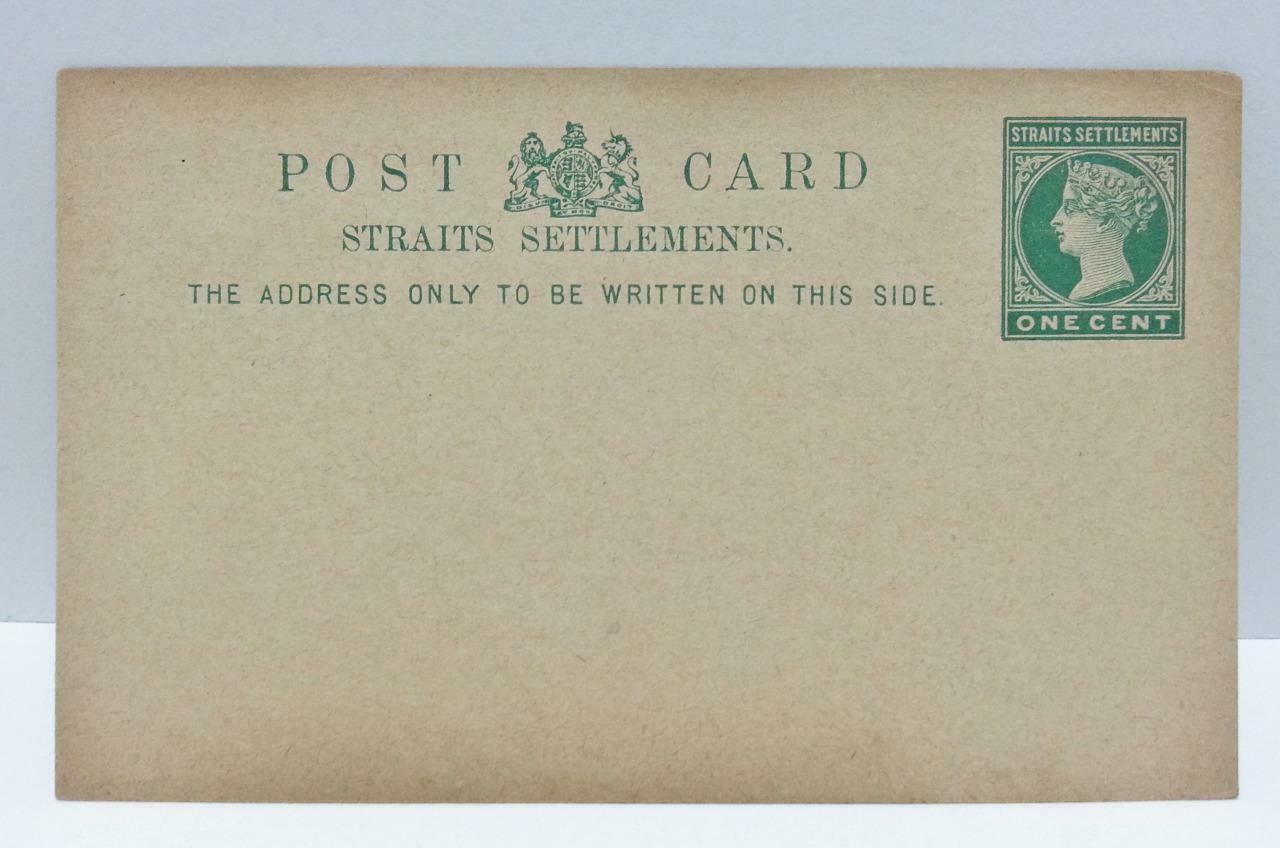 POST CARD
STRAITS SETTLEMENTS.
THE ADDRESS ONLY TO BE WRITTEN ON THIS SIDE.
STRAITS SETTLEMENTS
ONE CENT